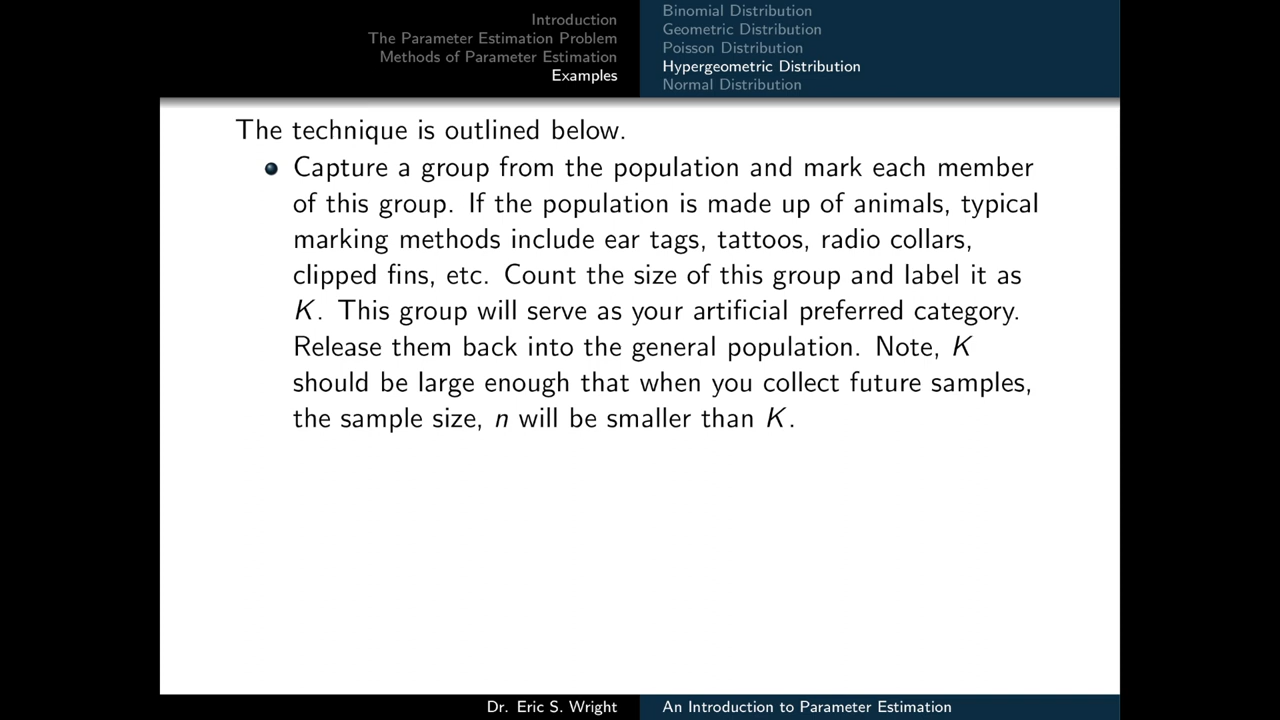 Introduction
The Parameter Estimation Problem
Methods of Parameter Estimation
Examples
Binomial Distribution
Geometric Distribution
Poisson Distribution
Hypergeometric Distribution
Normal Distribution
The technique is outlined below.
Capture a group from the population and mark each member
of this group. If the population is made up of animals, typical
marking methods include ear tags, tattoos, radio collars,
clipped fins, etc. Count the size of this group and label it as
K. This group will serve as your artificial preferred category.
Release them back into the general population. Note, K
should be large enough that when you collect future samples,
the sample size, n will be smaller than K.
Dr. Eric S. Wright
An Introduction to Parameter Estimation